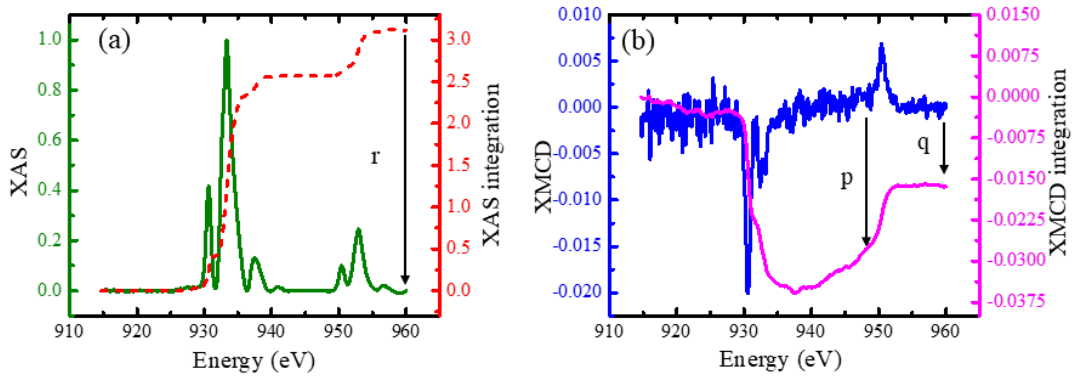 (a)
XAS
1.0
0.8
0.6
0.4
0.2
0.0
r
3.0
2.5
2.0
1.5
1.0
0.5
0.0
XAS integration
910 920 930 940 950 960
Energy (eV)
(b)
XMCD
0.010
0.005
0.000
-0.005
-0.010
-0.015
-0.020
p
q
0.0150
0.0075
0.0000
-0.0075
-0.0150
-0.0225
-0.0300
-0.0375
XMCD integration
910 920 930 940 950 960
Energy (eV)